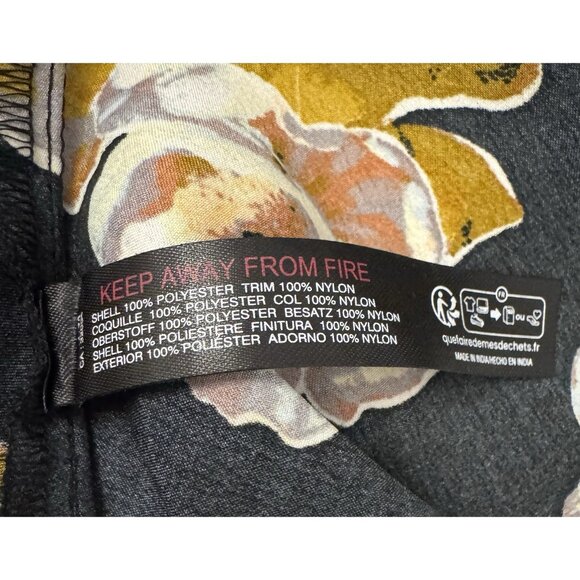 KEEP AWAY FROM FIRE
SHELL 100% POLYESTER TRIM 100% NYLON
COQUILLE 100% POLYESTER COL 100% NYLON
OBERSTOFF 100% POLYESTER BESATZ 100% NYLON
SHELL 100% POLIESTERE FINITURA 100% NYLON
EXTERIOR 100% POLIÉSTER ADORNO 100% NYLON
FR
OU
quefairedemesdechets.fr
MADE IN INDIA/HECHO EN INDIA